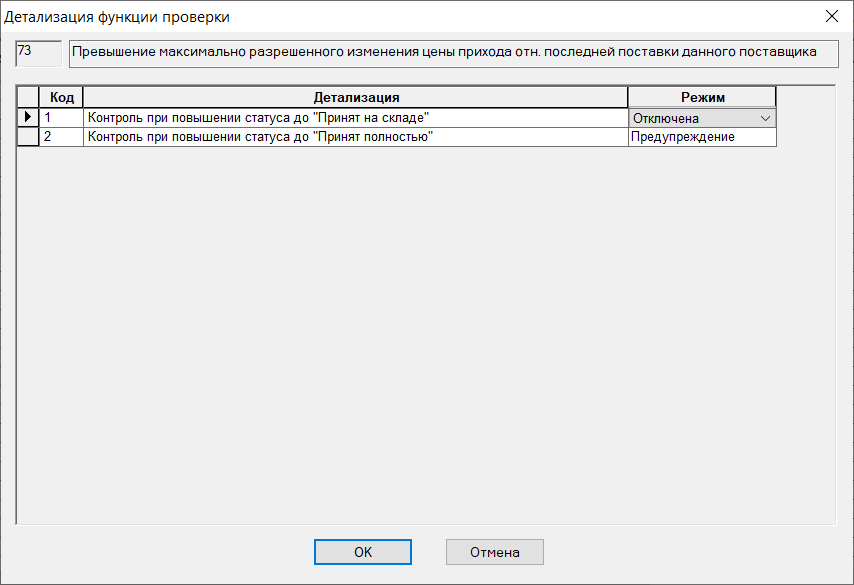 Детализация функции проверки
73 Превышение максимально разрешенного изменения цены прихода отн. последней поставки данного поставщика
Код Детализация Режим
1 Контроль при повышении статуса до "Принят на складе" Отключена
2 Контроль при повышении статуса до "Принят полностью" Предупреждение
ОК Отмена